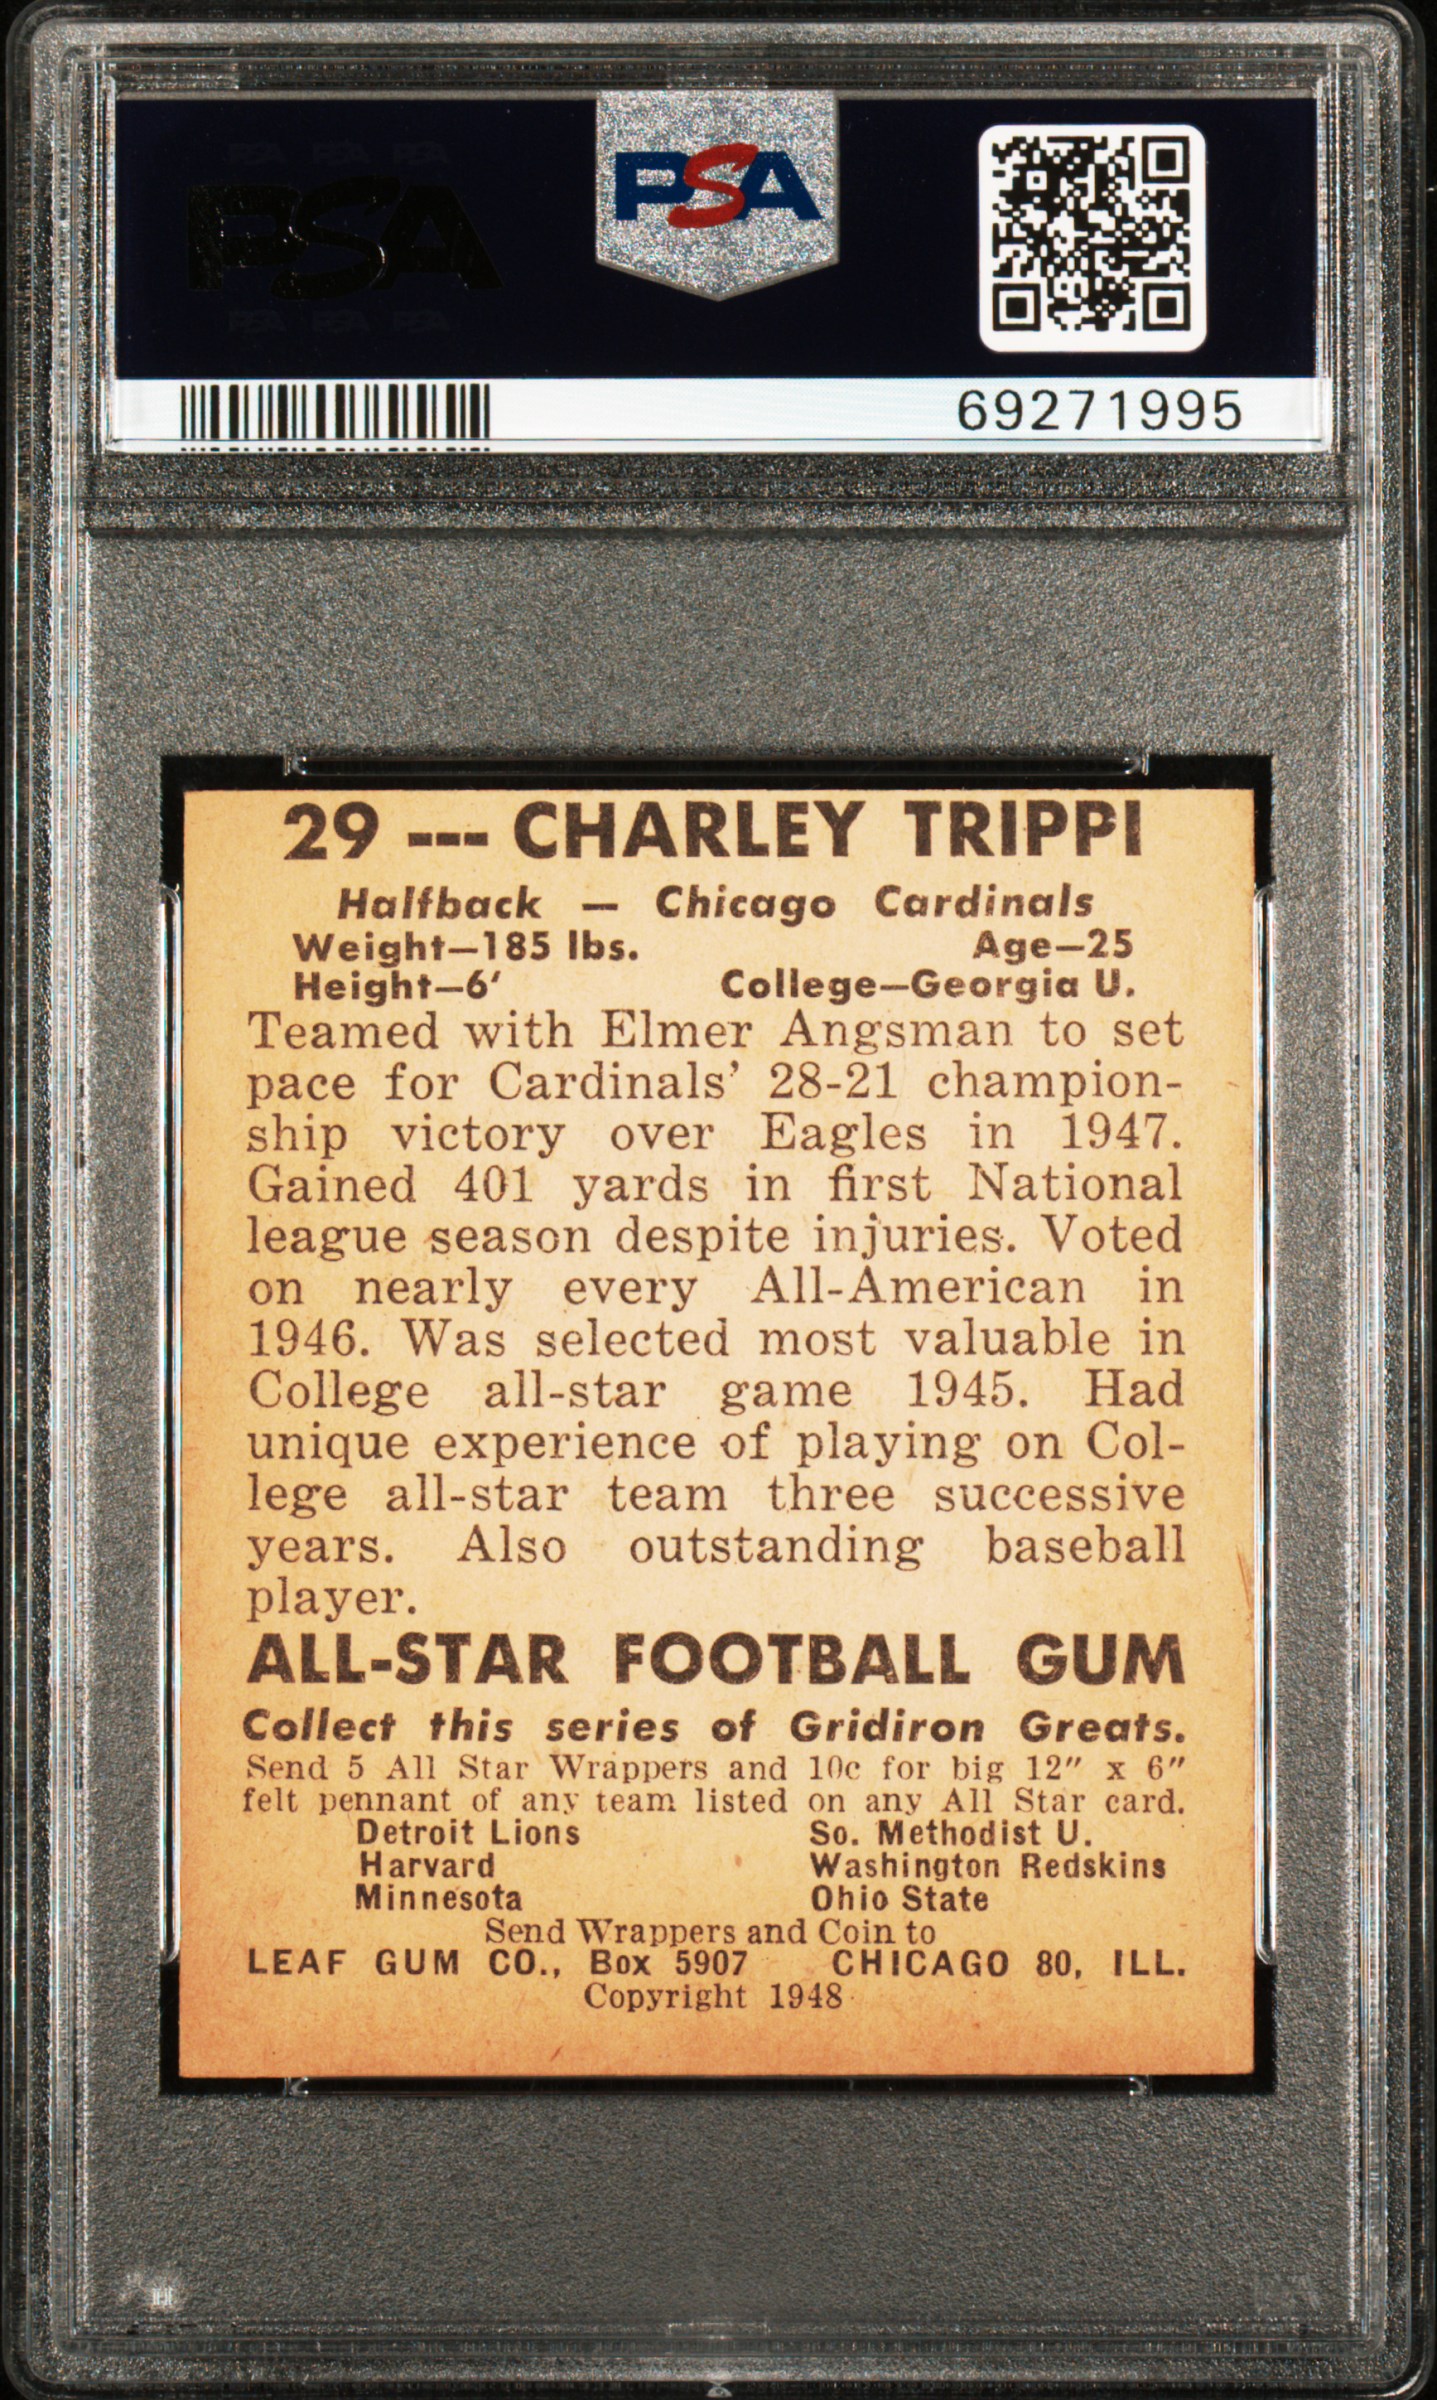 PSA
PSA
69271995
29 --- CHARLEY TRIPPI
Halfback — Chicago Cardinals
Weight—185 lbs. Age—25
Height—6' College—Georgia U.
Teamed with Elmer Angsman to set
pace for Cardinals' 28-21 champion-
ship victory over Eagles in 1947.
Gained 401 yards in first National
league season despite injuries. Voted
on nearly every All-American in
1946. Was selected most valuable in
College all-star game 1945. Had
unique experience of playing on Col-
lege all-star team three successive
years. Also outstanding baseball
player.
ALL-STAR FOOTBALL GUM
Collect this series of Gridiron Greats.
Send 5 All Star Wrappers and 10c for big 12" x 6"
felt pennant of any team listed on any All Star card.
Detroit Lions So. Methodist U.
Harvard Washington Redskins
Minnesota Ohio State
Send Wrappers and Coin to
LEAF GUM CO., Box 5907 CHICAGO 80, ILL.
Copyright 1948